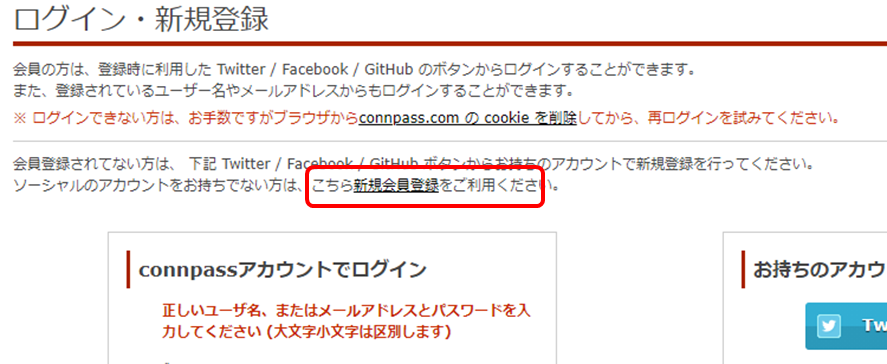 ログイン・新規登録
会員の方は、登録時に利用した Twitter / Facebook / GitHub のボタンからログインすることができます。
また、登録されているユーザー名やメールアドレスからもログインすることができます。
※ ログインできない方は、お手数ですがブラウザからconnpass.com の cookie を削除してから、再ログインを試みてください。
会員登録されてない方は、 下記 Twitter / Facebook / GitHub ボタンからお持ちのアカウントで新規登録を行ってください。
ソーシャルのアカウントをお持ちでない方は、こちら新規会員登録をご利用ください。
connpassアカウントでログイン
正しいユーザ名、またはメールアドレスとパスワードを入
力してください (大文字小文字は区別します)
お持ちのアカウ
Tw